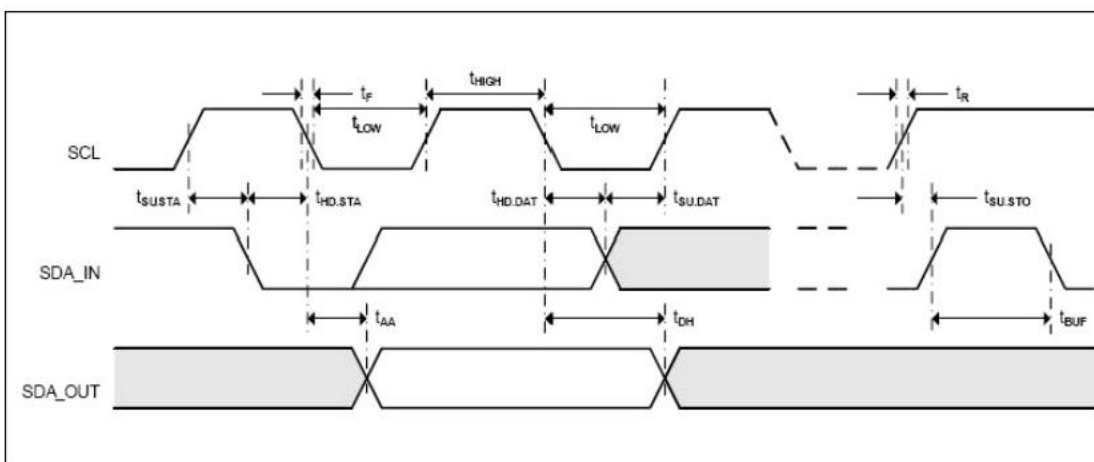 tHIGH
tF
tR
tLOW
tLOW
SCL
tSU.STA
tHD.STA
tHD.DAT
tSU.DAT
tSU.STO
SDA_IN
tAA
tDH
tBUF
SDA_OUT